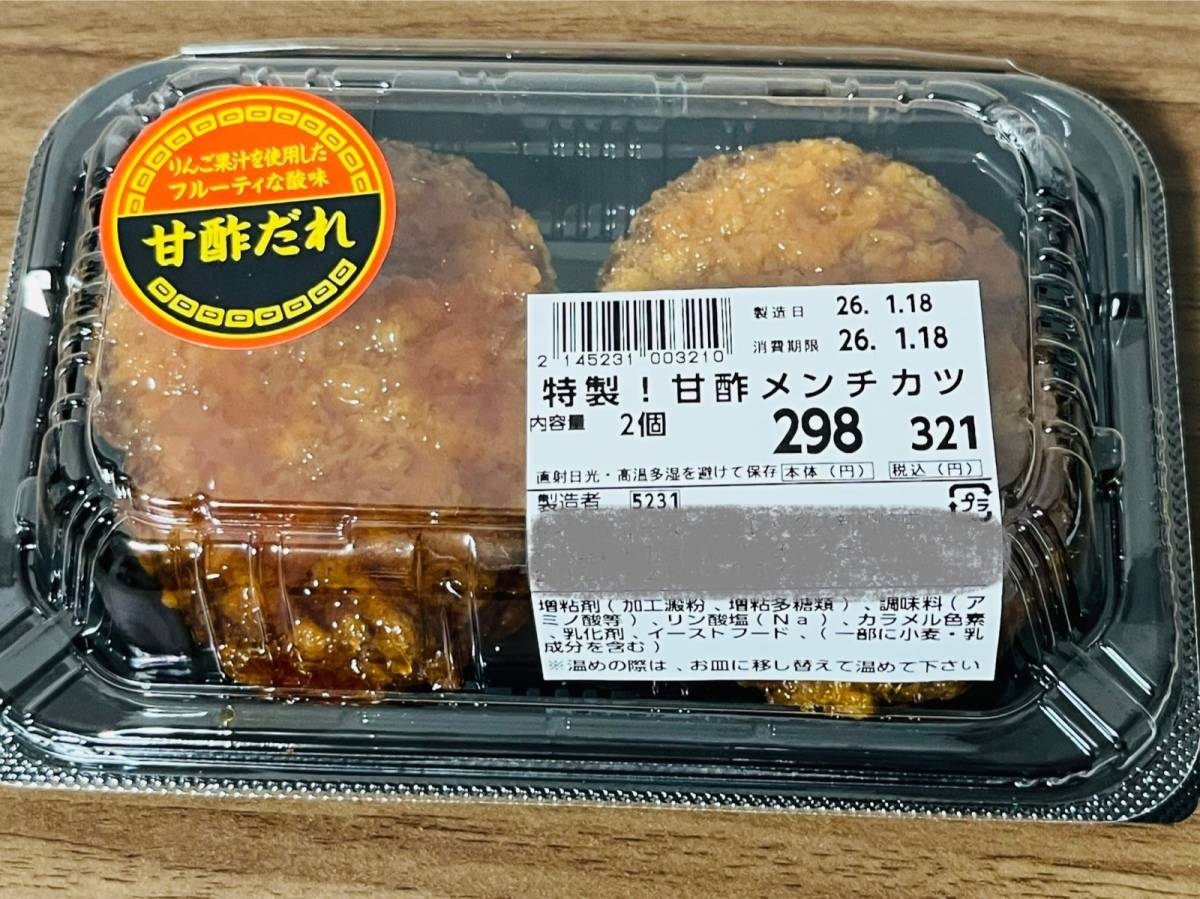 りんご果汁を使用した
フルーティな酸味
甘酢だれ
製造日 26. 1.18
消費期限 26. 1.18
2 145231 003210
特製!甘酢メンチカツ
内容量 2個 298 321
直射日光・高温多湿を避けて保存 本体(円) 税込(円)
製造者 5231
プラ
増粘剤(加工澱粉、増粘多糖類)、調味料(ア
ミノ酸等)、リン酸塩(Na)、カラメル色素
、乳化剤、イーストフード、(一部に小麦・乳
成分を含む)
※温めの際は、お皿に移し替えて温めて下さい